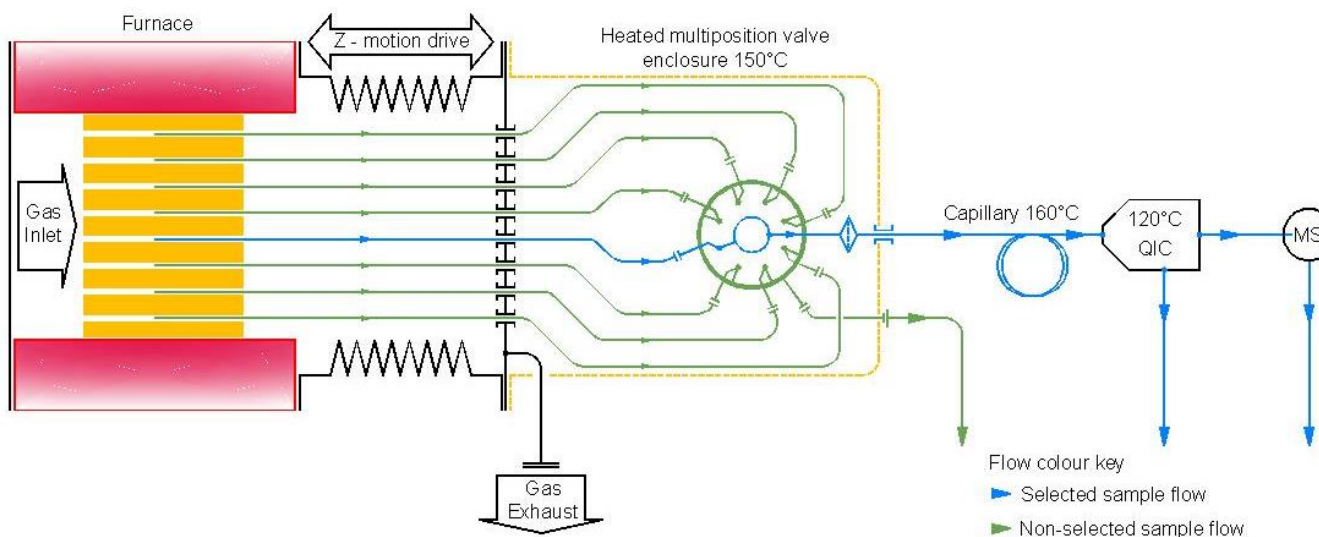 Furnace
Z - motion drive
Heated multiposition valve
enclosure 150°C
Gas
Inlet
Capillary 160°C
120°C
QIC
MS
Gas
Exhaust
Flow colour key
Selected sample flow
Non-selected sample flow